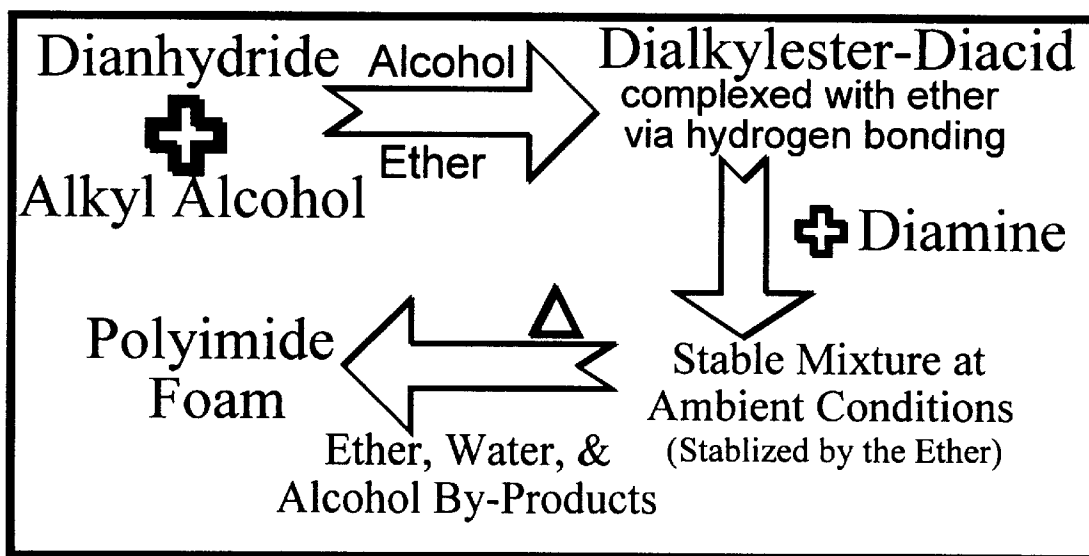 Dianhydride
Alkyl Alcohol
Alcohol
Ether
Dialkylester-Diacid
complexed with ether
via hydrogen bonding
Diamine
Stable Mixture at
Ambient Conditions
(Stablized by the Ether)
Δ
Ether, Water, &
Alcohol By-Products
Polyimide
Foam